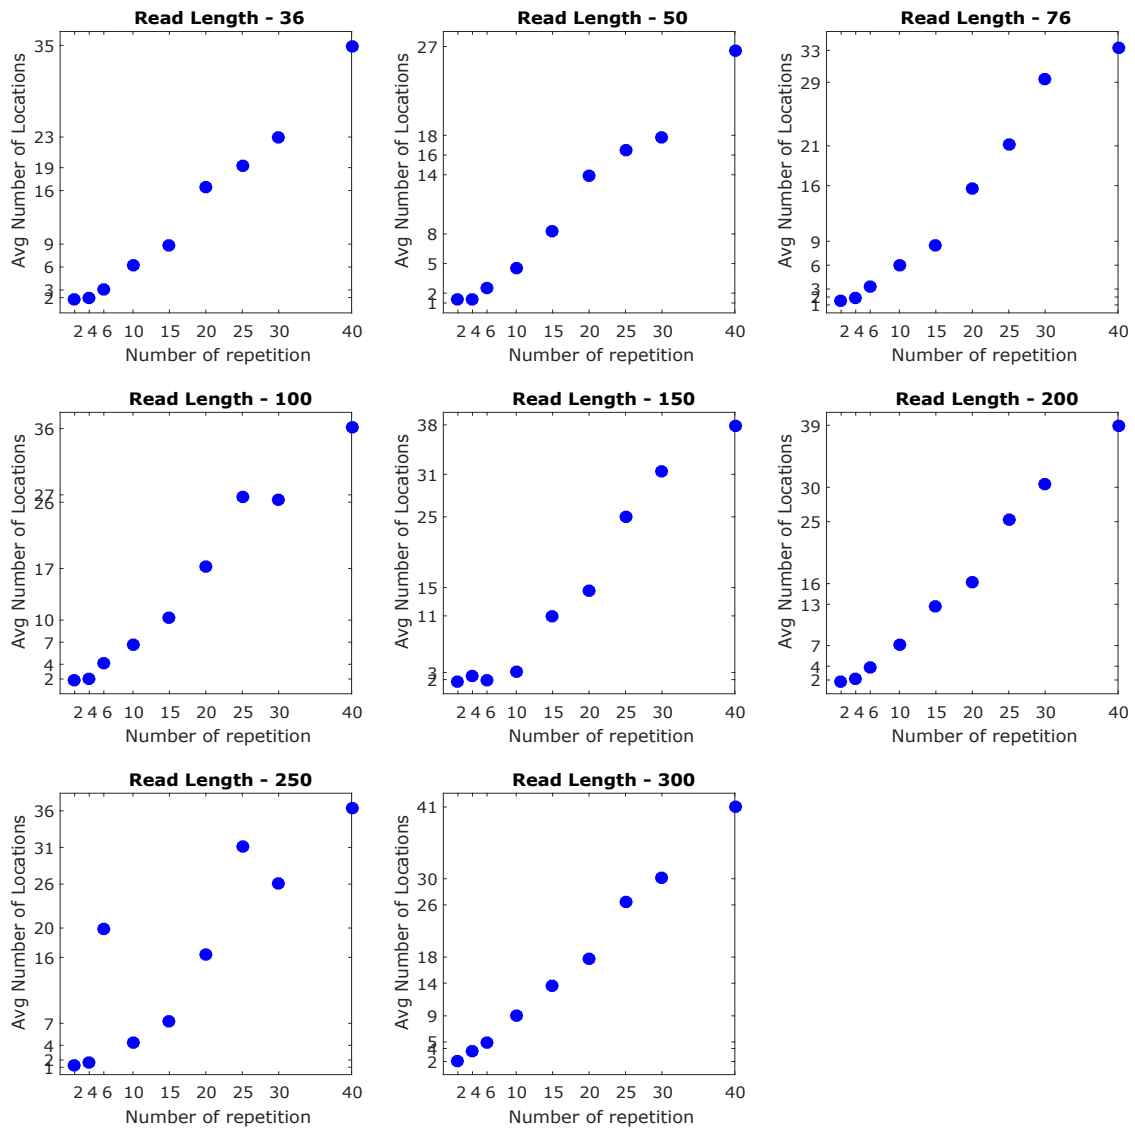 Read Length - 36
Avg Number of Locations
35
23
19
16
9
6
3
2
2 4 6 10 15 20 25 30 40
Number of repetition
Read Length - 50
Avg Number of Locations
27
18
16
14
8
5
2
1
2 4 6 10 15 20 25 30 40
Number of repetition
Read Length - 76
Avg Number of Locations
33
29
21
16
9
6
3
2
1
2 4 6 10 15 20 25 30 40
Number of repetition
Read Length - 100
Avg Number of Locations
36
27
26
17
10
7
4
2
2 4 6 10 15 20 25 30 40
Number of repetition
Read Length - 150
Avg Number of Locations
38
31
25
15
11
3
2
2 4 6 10 15 20 25 30 40
Number of repetition
Read Length - 200
Avg Number of Locations
39
30
25
16
13
7
4
2
2 4 6 10 15 20 25 30 40
Number of repetition
Read Length - 250
Avg Number of Locations
36
31
26
20
16
7
4
2
1
2 4 6 10 15 20 25 30 40
Number of repetition
Read Length - 300
Avg Number of Locations
41
30
26
18
14
9
5
4
2
2 4 6 10 15 20 25 30 40
Number of repetition